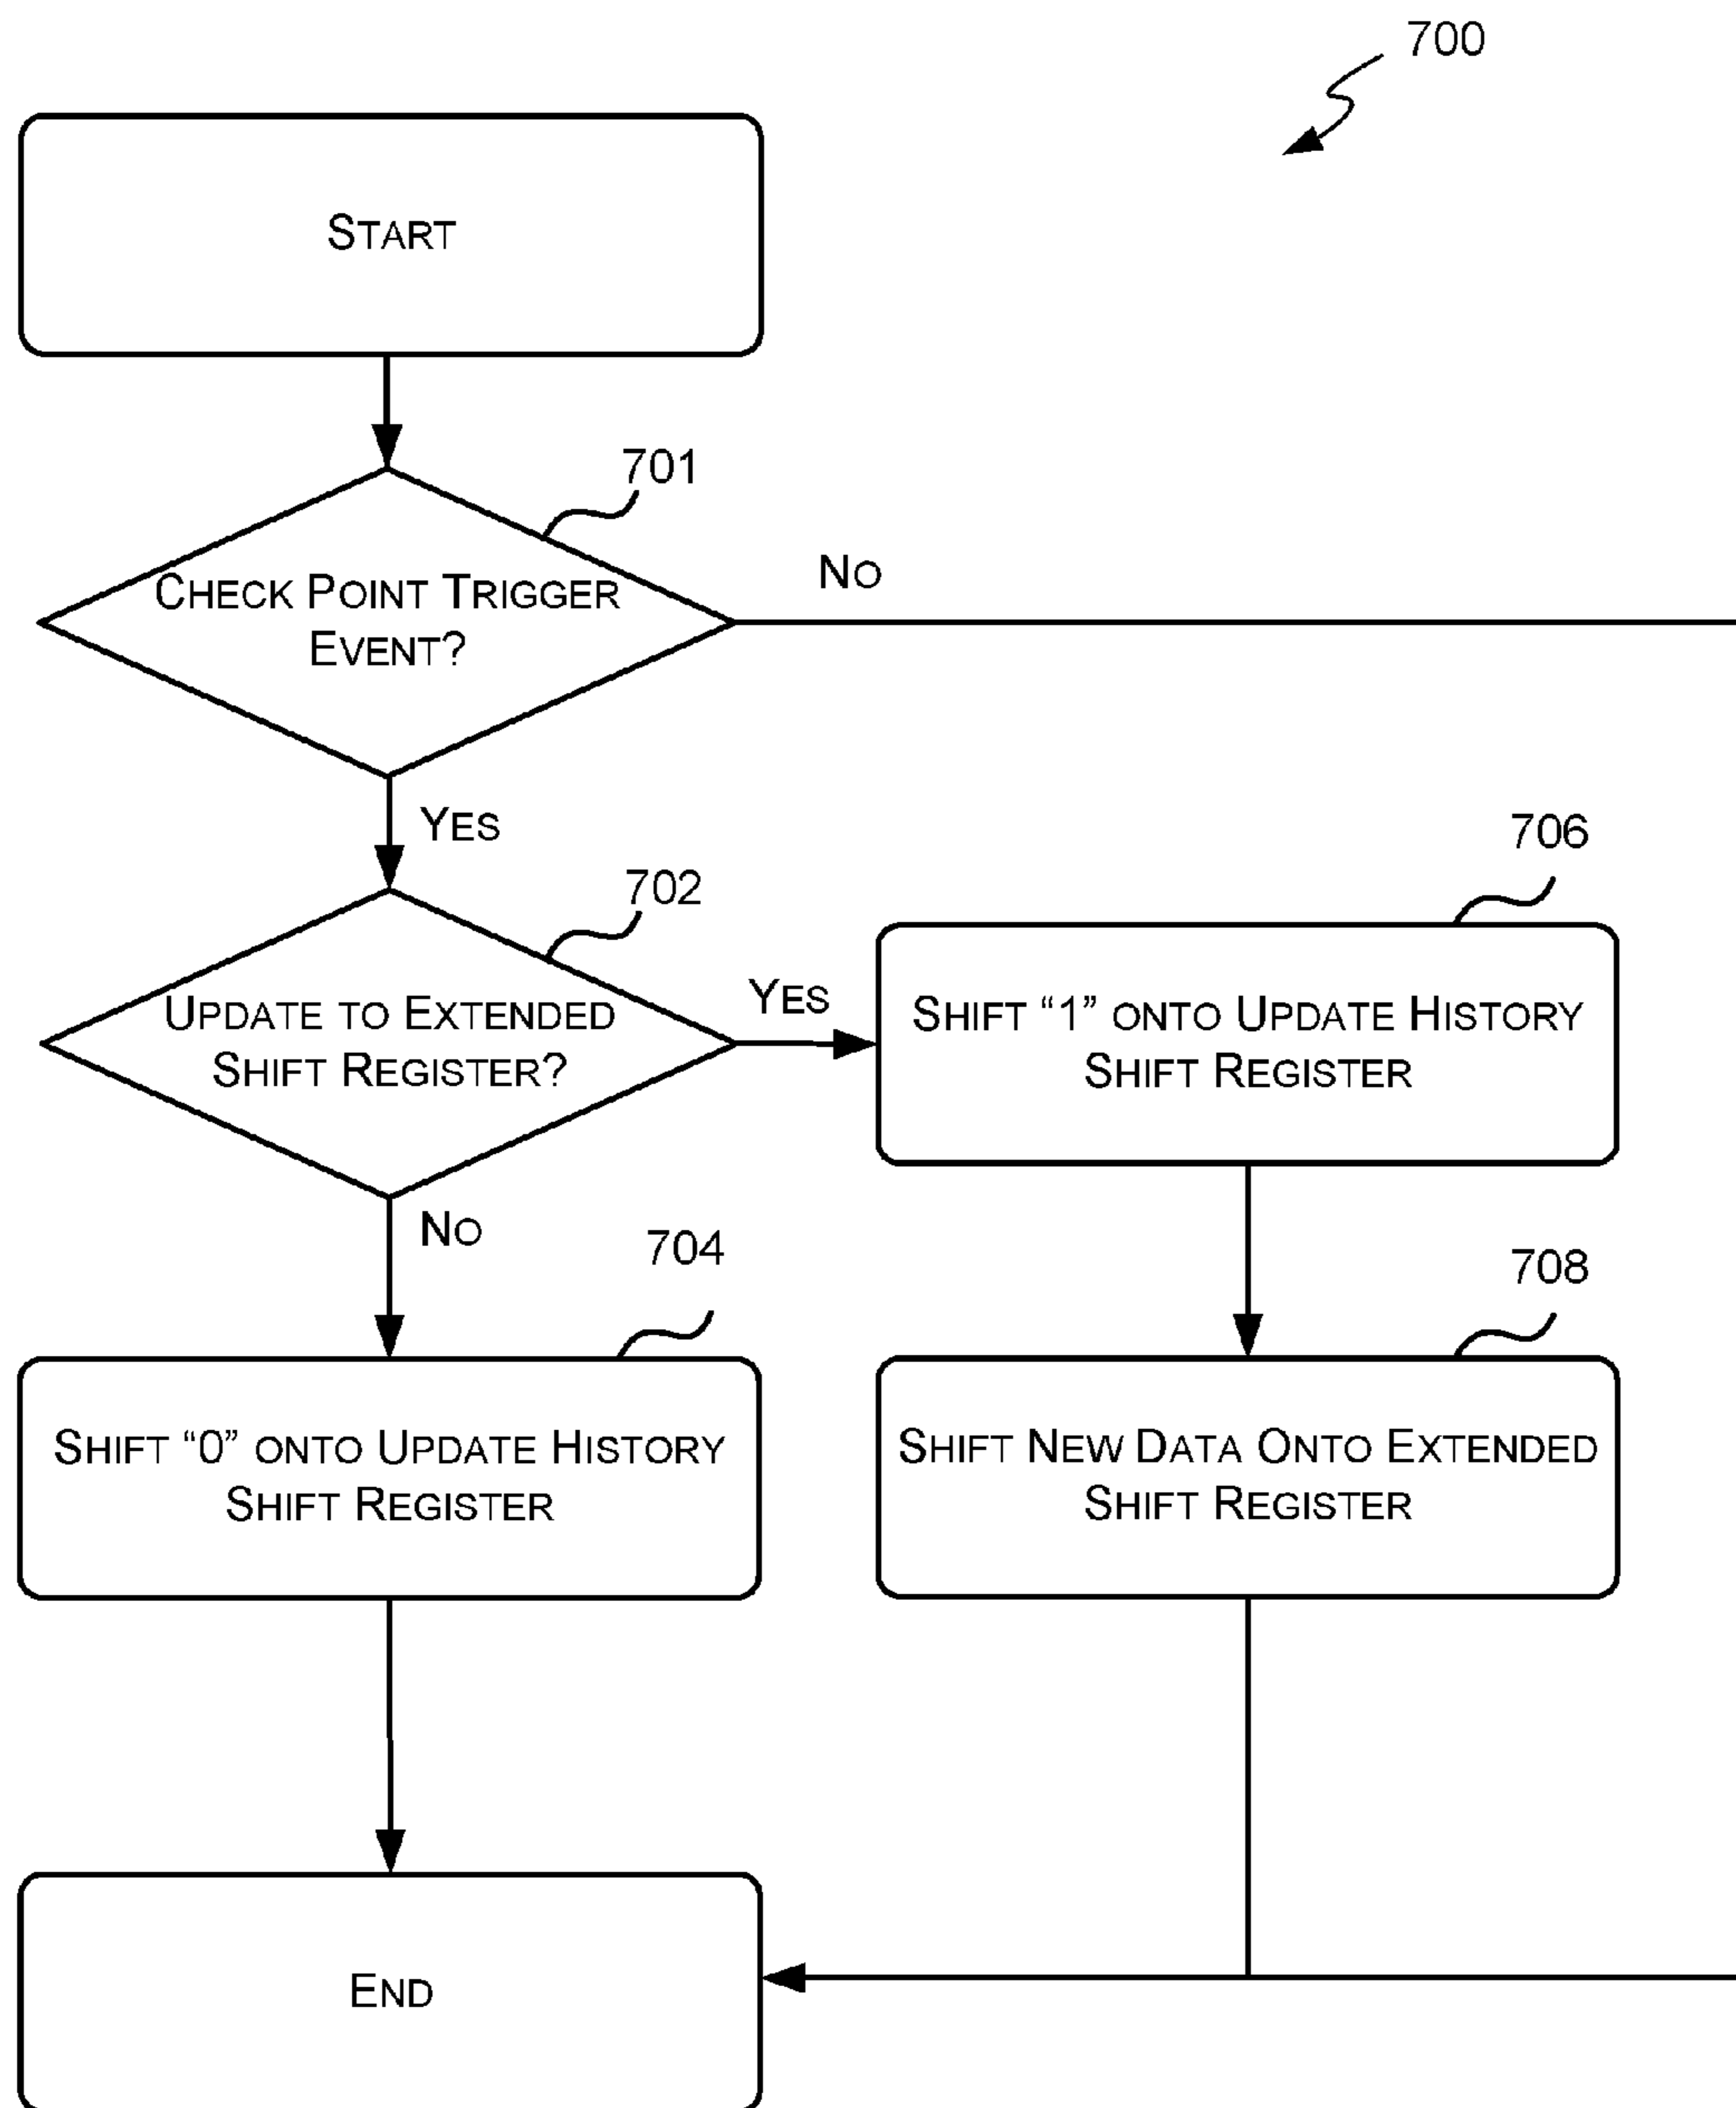 700
START
701
CHECK POINT TRIGGER
EVENT?
NO
YES
702
UPDATE TO EXTENDED
SHIFT REGISTER?
YES
706
SHIFT “1” ONTO UPDATE HISTORY
SHIFT REGISTER
NO
704
SHIFT “0” ONTO UPDATE HISTORY
SHIFT REGISTER
708
SHIFT NEW DATA ONTO EXTENDED
SHIFT REGISTER
END